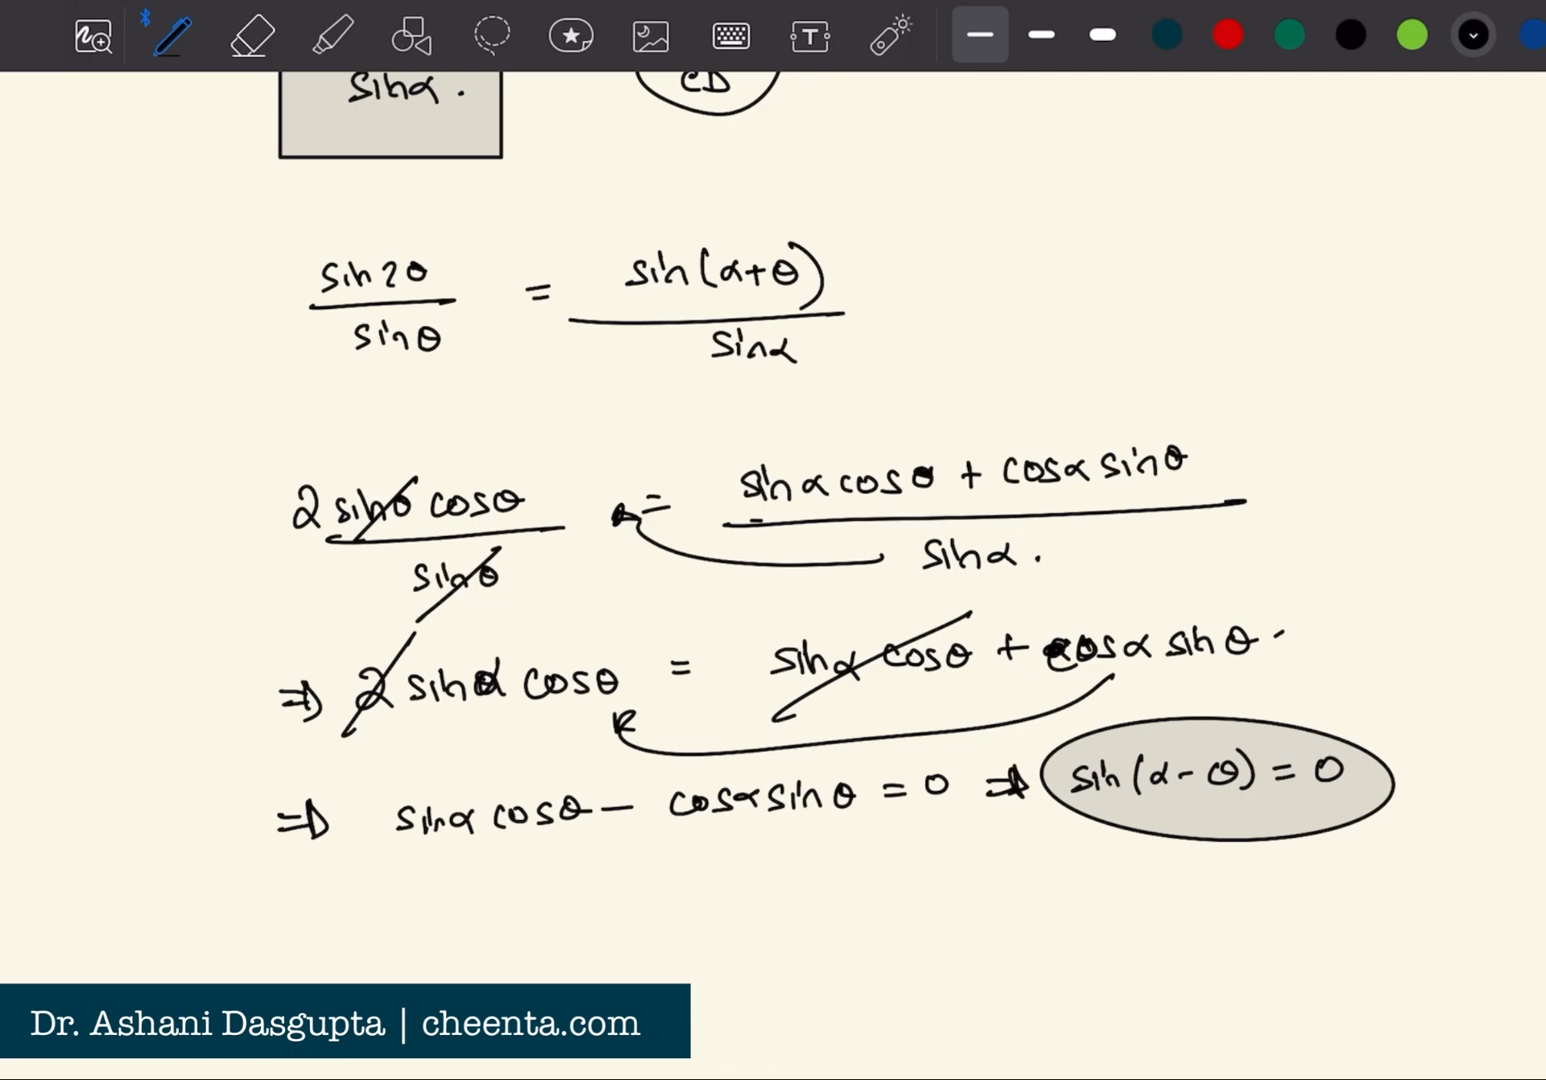 sinα .
CD
sin2θ / sinθ = sin(α+θ) / sinα
2 sinθ cosθ / sinθ = sinα cosθ + cosα sinθ / sinα .
⇒ 2 sinα cosθ = sinα cosθ + cosα sinθ .
⇒ sinα cosθ − cosα sinθ = 0 ⇒ sin(α-θ) = 0
Dr. Ashani Dasgupta | cheenta.com